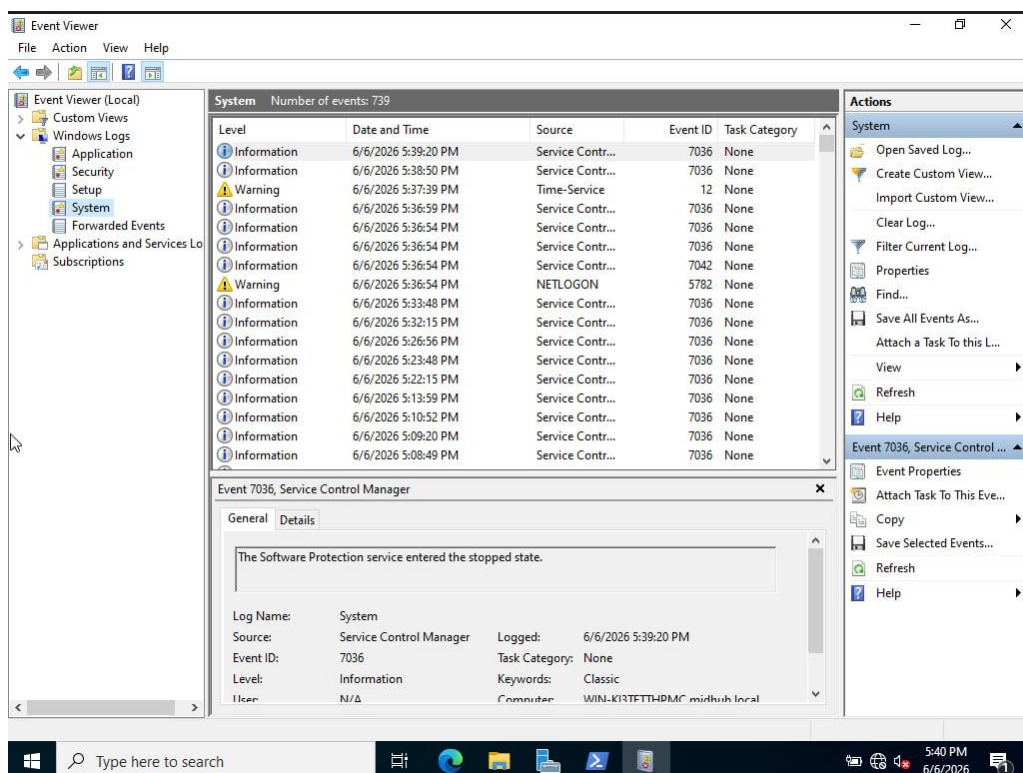 Event Viewer
File Action View Help
Event Viewer (Local)
Custom Views
Windows Logs
Application
Security
Setup
System
Forwarded Events
Applications and Services Lo
Subscriptions
System Number of events: 739
Level Date and Time Source Event ID Task Category
Information 6/6/2026 5:39:20 PM Service Contr... 7036 None
Information 6/6/2026 5:38:50 PM Service Contr... 7036 None
Warning 6/6/2026 5:37:39 PM Time-Service 12 None
Information 6/6/2026 5:36:59 PM Service Contr... 7036 None
Information 6/6/2026 5:36:54 PM Service Contr... 7036 None
Information 6/6/2026 5:36:54 PM Service Contr... 7036 None
Information 6/6/2026 5:36:54 PM Service Contr... 7042 None
Warning 6/6/2026 5:36:54 PM NETLOGON 5782 None
Information 6/6/2026 5:33:48 PM Service Contr... 7036 None
Information 6/6/2026 5:32:15 PM Service Contr... 7036 None
Information 6/6/2026 5:26:56 PM Service Contr... 7036 None
Information 6/6/2026 5:23:48 PM Service Contr... 7036 None
Information 6/6/2026 5:22:15 PM Service Contr... 7036 None
Information 6/6/2026 5:13:59 PM Service Contr... 7036 None
Information 6/6/2026 5:10:52 PM Service Contr... 7036 None
Information 6/6/2026 5:09:20 PM Service Contr... 7036 None
Information 6/6/2026 5:08:49 PM Service Contr... 7036 None
Event 7036, Service Control Manager
General Details
The Software Protection service entered the stopped state.
Log Name: System
Source: Service Control Manager Logged: 6/6/2026 5:39:20 PM
Event ID: 7036 Task Category: None
Level: Information Keywords: Classic
User: N/A Computer: midhub.local
Actions
System
Open Saved Log...
Create Custom View...
Import Custom View...
Clear Log...
Filter Current Log...
Properties
Find...
Save All Events As...
Attach a Task To this L...
View
Refresh
Help
Event 7036, Service Control ...
Event Properties
Attach Task To This Eve...
Copy
Save Selected Events...
Refresh
Help
Type here to search
5:40 PM
6/6/2026
1